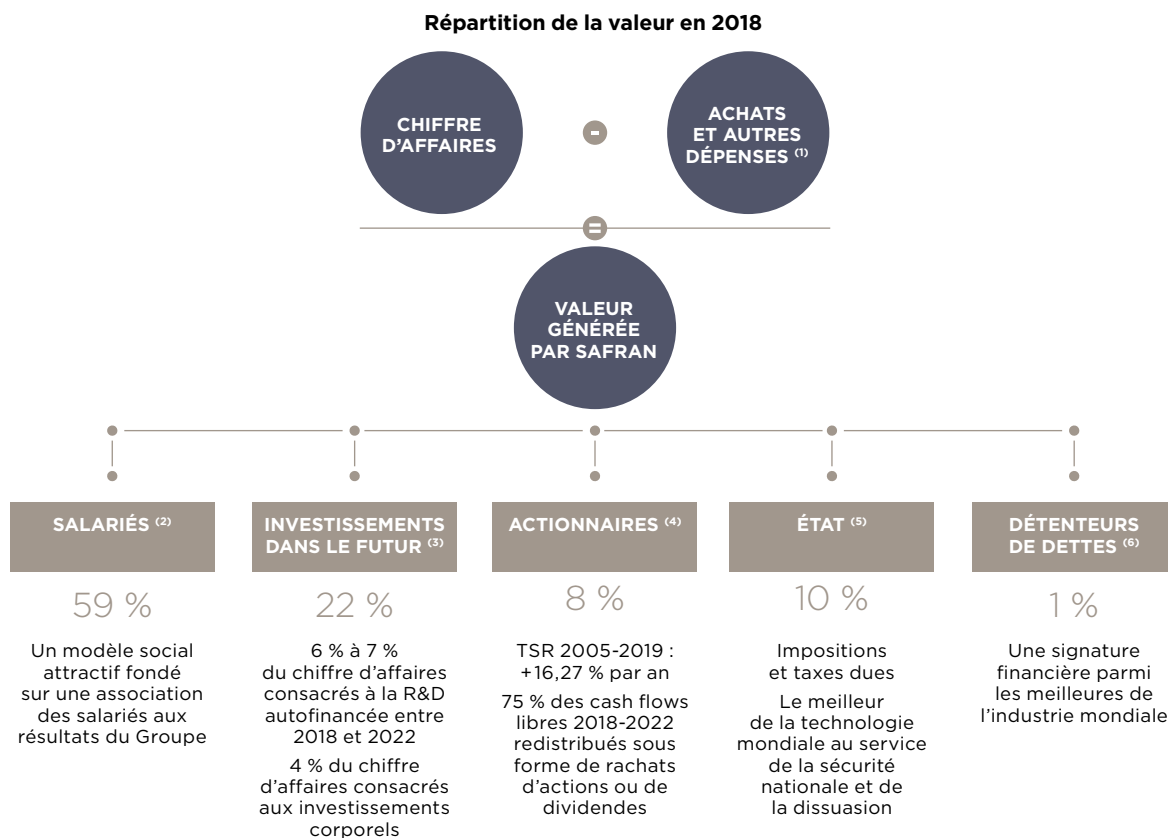 Répartition de la valeur en 2018
CHIFFRE
D'AFFAIRES
-
ACHATS
ET AUTRES
DÉPENSES (1)
=
VALEUR
GÉNÉRÉE
PAR SAFRAN
SALARIÉS (2)
59 %
Un modèle social
attractif fondé
sur une association
des salariés aux
résultats du Groupe
INVESTISSEMENTS
DANS LE FUTUR (3)
22 %
6 % à 7 %
du chiffre d'affaires
consacrés à la R&D
autofinancée entre
2018 et 2022
4 % du chiffre
d'affaires consacrés
aux investissements
corporels
ACTIONNAIRES (4)
8 %
TSR 2005-2019 :
+16,27 % par an
75 % des cash flows
libres 2018-2022
redistribués sous
forme de rachats
d'actions ou de
dividendes
ÉTAT (5)
10 %
Impositions
et taxes dues
Le meilleur
de la technologie
mondiale au service
de la sécurité
nationale et de
la dissuasion
DÉTENTEURS
DE DETTES (6)
1 %
Une signature
financière parmi
les meilleures de
l'industrie mondiale